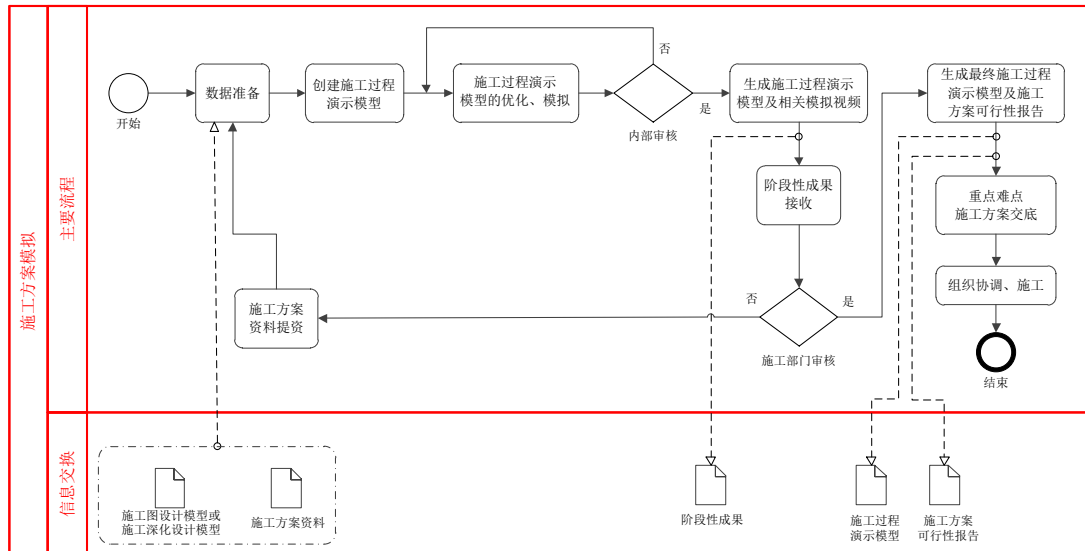 施工方案模拟
主要流程
开始
数据准备
创建施工过程
演示模型
施工过程演示
模型的优化、模拟
否
内部审核
是
生成施工过程演示
模型及相关模拟视频
生成最终施工过程
演示模型及施工
方案可行性报告
阶段性成果
接收
重点难点
施工方案交底
施工方案
资料提资
否
是
施工部门审核
组织协调、施工
结束
信息交换
施工图设计模型或
施工深化设计模型
施工方案资料
阶段性成果
施工过程
演示模型
施工方案
可行性报告